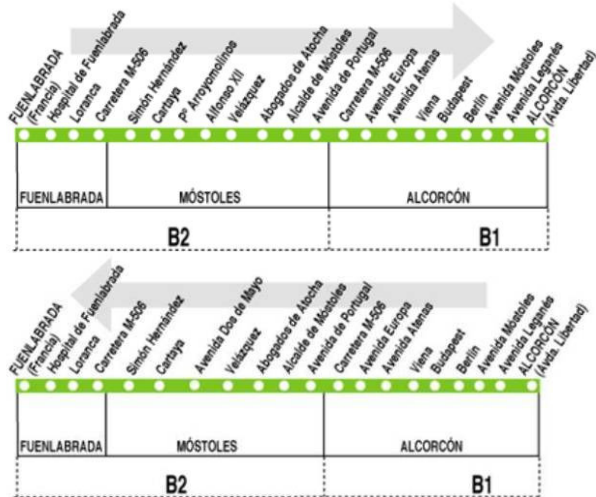 FUENLABRADA
(Francia)
Hospital de Fuenlabrada
Loranca
Carretera M-506
Simón Hernández
Cartaya
Pº Arroyomolinos
Alfonso XII
Velázquez
Abogados de Atocha
Alcalde de Móstoles
Avenida de Portugal
Carretera M-506
Avenida Europa
Avenida Atenas
Viena
Budapest
Berlín
Avenida Móstoles
Avenida Leganés
ALCORCÓN
(Avda. Libertad)
FUENLABRADA
MÓSTOLES
ALCORCÓN
B2
B1
FUENLABRADA
(Francia)
Hospital de Fuenlabrada
Loranca
Carretera M-506
Simón Hernández
Cartaya
Avenida Dos de Mayo
Velázquez
Abogados de Atocha
Alcalde de Móstoles
Avenida de Portugal
Carretera M-506
Avenida Europa
Avenida Atenas
Viena
Budapest
Berlín
Avenida Móstoles
Avenida Leganés
ALCORCÓN
(Avda. Libertad)
FUENLABRADA
MÓSTOLES
ALCORCÓN
B2
B1